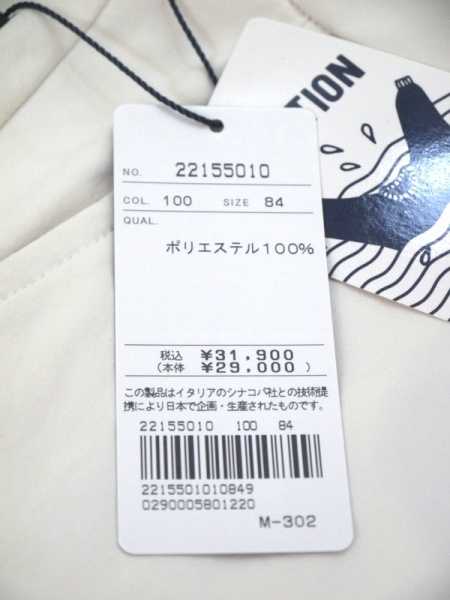 TION
NO. 22155010
COL. 100 SIZE 84
QUAL.
ポリエステル100%
税込 ¥31,900
(本体 ¥29,000)
この製品はイタリアのシナコバ社との技術提
携により日本で企画・生産されたものです。
22155010 100 84
2215501010849
0290005801220
M-302